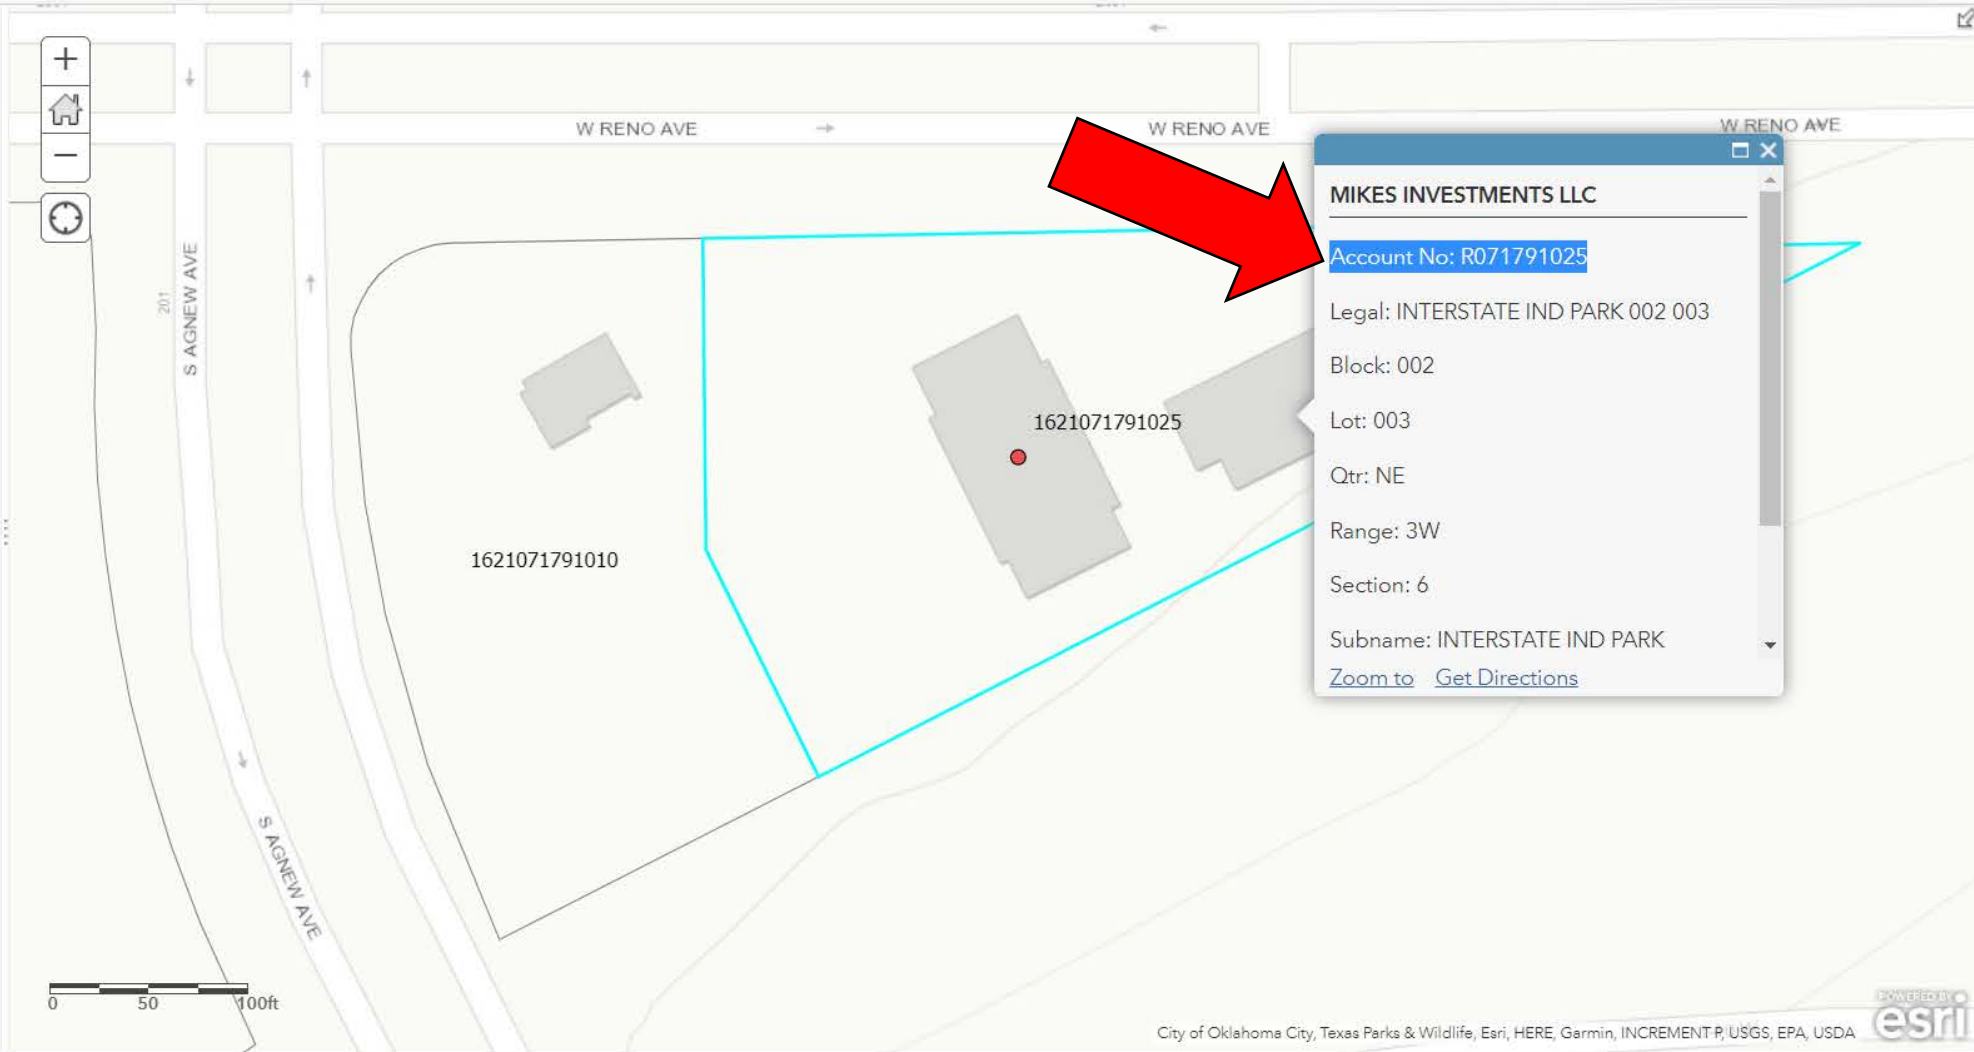 W RENO AVE
W RENO AVE
W RENO AVE
MIKES INVESTMENTS LLC
Account No: R071791025
Legal: INTERSTATE IND PARK 002 003
Block: 002
Lot: 003
Qtr: NE
Range: 3W
Section: 6
Subname: INTERSTATE IND PARK
Zoom to Get Directions
S AGNEW AVE
201
1621071791025
1621071791010
S AGNEW AVE
0 50 100ft
City of Oklahoma City, Texas Parks & Wildlife, Esri, HERE, Garmin, INCREMENT P, USGS, EPA, USDA
POWERED BY
esri